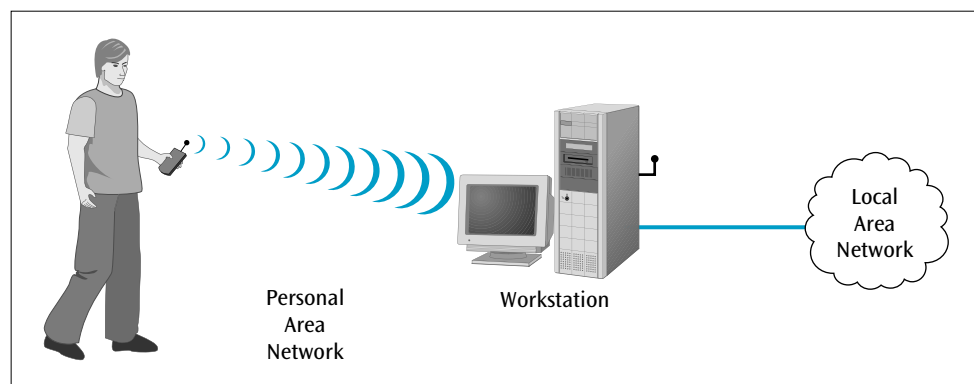 Personal
Area
Network
Workstation
Local
Area
Network